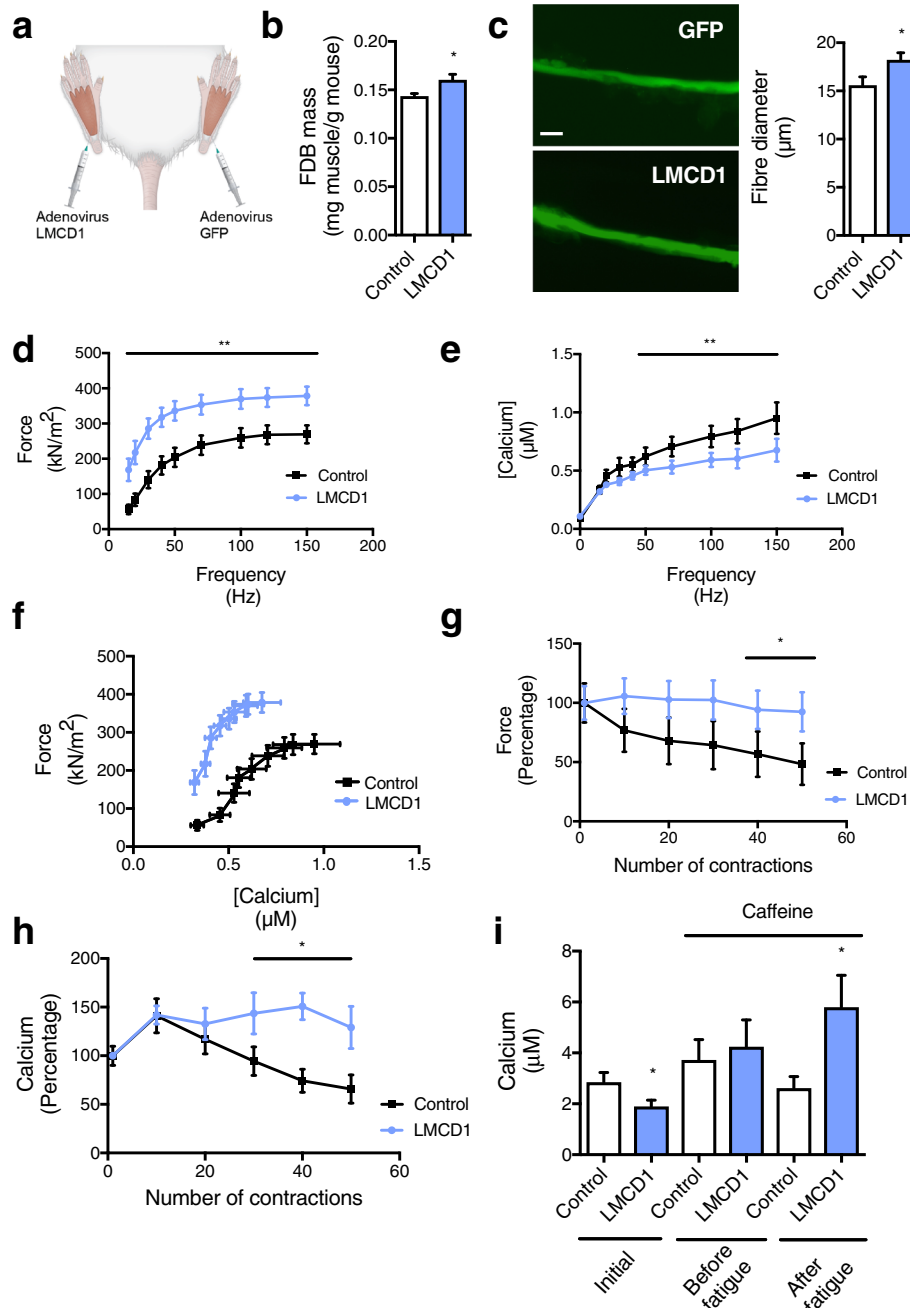 a
Adenovirus
LMCD1
Adenovirus
GFP
b
*
FDB mass
(mg muscle/g mouse)
0.20
0.15
0.10
0.05
0.00
Control
LMCD1
c
GFP
LMCD1
*
Fibre diameter
(µm)
20
15
10
5
0
Control
LMCD1
d
**
Force
(kN/m2)
500
400
300
200
100
0
0 50 100 150 200
Frequency
(Hz)
Control
LMCD1
e
**
[Calcium]
(µM)
1.5
1.0
0.5
0.0
0 50 100 150 200
Frequency
(Hz)
Control
LMCD1
f
Force
(kN/m2)
500
400
300
200
100
0
0.0 0.5 1.0 1.5
[Calcium]
(µM)
Control
LMCD1
g
*
Force
(Percentage)
150
100
50
0
0 20 40 60
Number of contractions
Control
LMCD1
h
*
Calcium
(Percentage)
200
150
100
50
0
0 20 40 60
Number of contractions
Control
LMCD1
i
Caffeine
* *
Calcium
(µM)
8
6
4
2
0
Control
LMCD1
Control
LMCD1
Control
LMCD1
Initial
Before
fatigue
After
fatigue